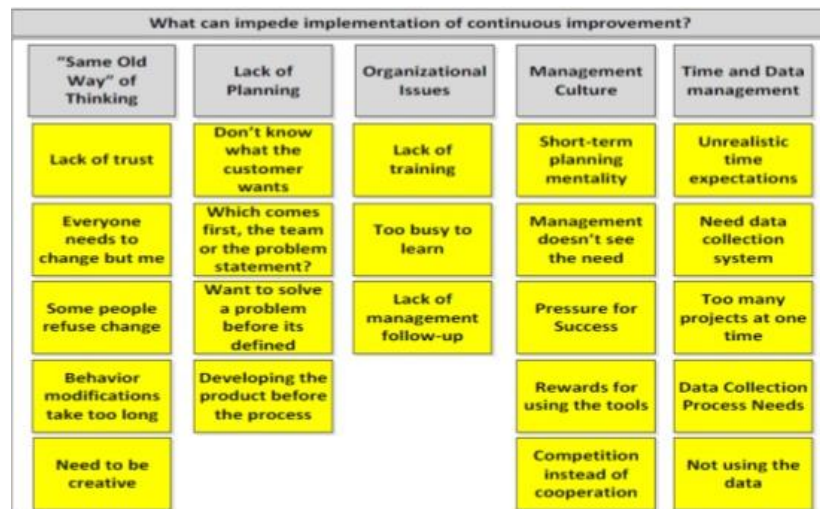 What can impede implementation of continuous improvement?
"Same Old
Way" of
Thinking
Lack of
Planning
Organizational
Issues
Management
Culture
Time and Data
management
Lack of trust
Don't know
what the
customer
wants
Lack of
training
Short-term
planning
mentality
Unrealistic
time
expectations
Everyone
needs to
change but me
Which comes
first, the team
or the problem
statement?
Too busy to
learn
Management
doesn't see
the need
Need data
collection
system
Some people
refuse change
Want to solve
a problem
before its
defined
Lack of
management
follow-up
Pressure for
Success
Too many
projects at one
time
Behavior
modifications
take too long
Developing the
product before
the process
Rewards for
using the tools
Data Collection
Process Needs
Need to be
creative
Competition
instead of
cooperation
Not using the
data